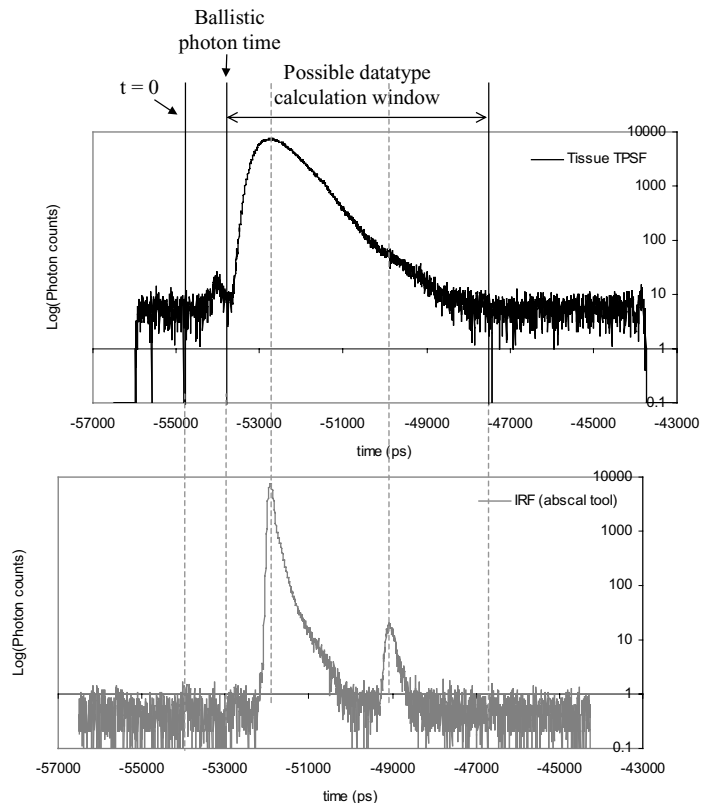 Ballistic
photon time
Possible datatype
calculation window
t = 0
10000
Tissue TPSF
1000
100
10
1
0.1
Log(Photon counts)
-57000 -55000 -53000 -51000 -49000 -47000 -45000 -43000
time (ps)
10000
IRF (abscal tool)
1000
100
10
1
0.1
Log(Photon counts)
-57000 -55000 -53000 -51000 -49000 -47000 -45000 -43000
time (ps)